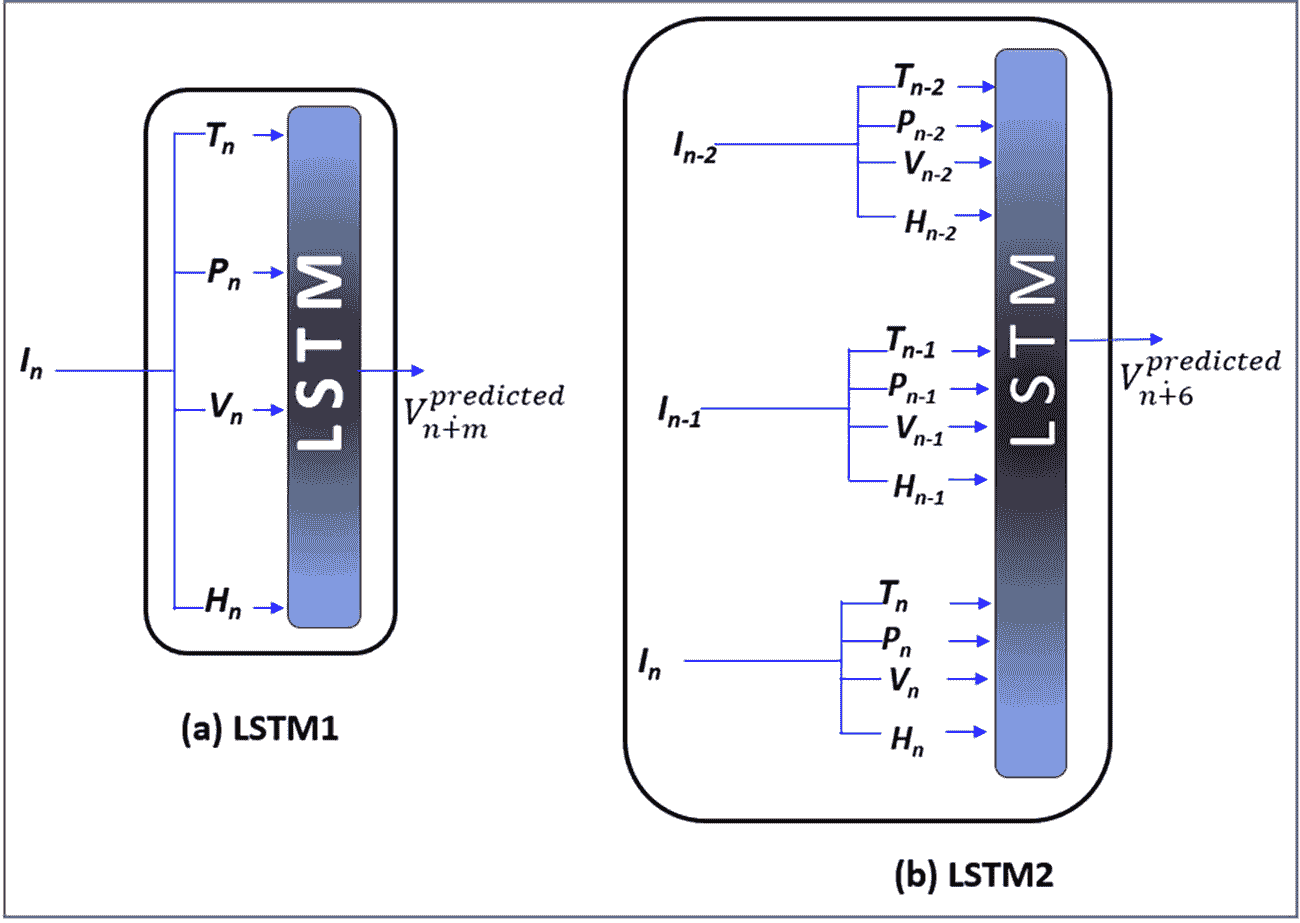 T_n
P_n
I_n
V_n
H_n
LSTM
V_{n+m}^{predicted}
(a) LSTM1
I_{n-2}
T_{n-2}
P_{n-2}
V_{n-2}
H_{n-2}
I_{n-1}
T_{n-1}
P_{n-1}
V_{n-1}
H_{n-1}
I_n
T_n
P_n
V_n
H_n
LSTM
V_{n+6}^{predicted}
(b) LSTM2